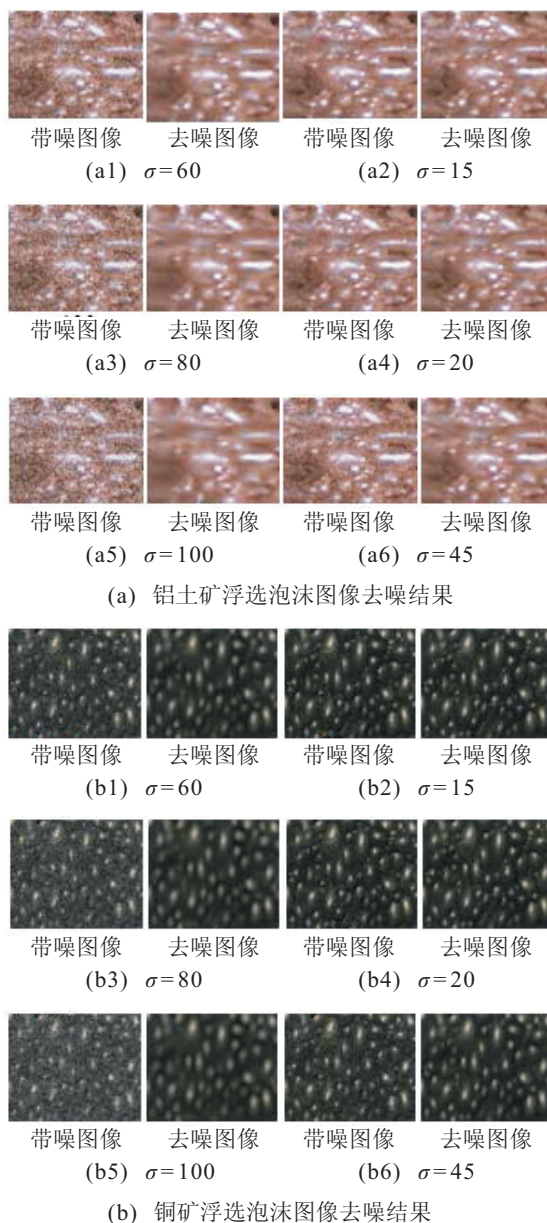 带噪图像 去噪图像 带噪图像 去噪图像
(a1) σ=60 (a2) σ=15
带噪图像 去噪图像 带噪图像 去噪图像
(a3) σ=80 (a4) σ=20
带噪图像 去噪图像 带噪图像 去噪图像
(a5) σ=100 (a6) σ=45
(a) 铝土矿浮选泡沫图像去噪结果
带噪图像 去噪图像 带噪图像 去噪图像
(b1) σ=60 (b2) σ=15
带噪图像 去噪图像 带噪图像 去噪图像
(b3) σ=80 (b4) σ=20
带噪图像 去噪图像 带噪图像 去噪图像
(b5) σ=100 (b6) σ=45
(b) 铜矿浮选泡沫图像去噪结果